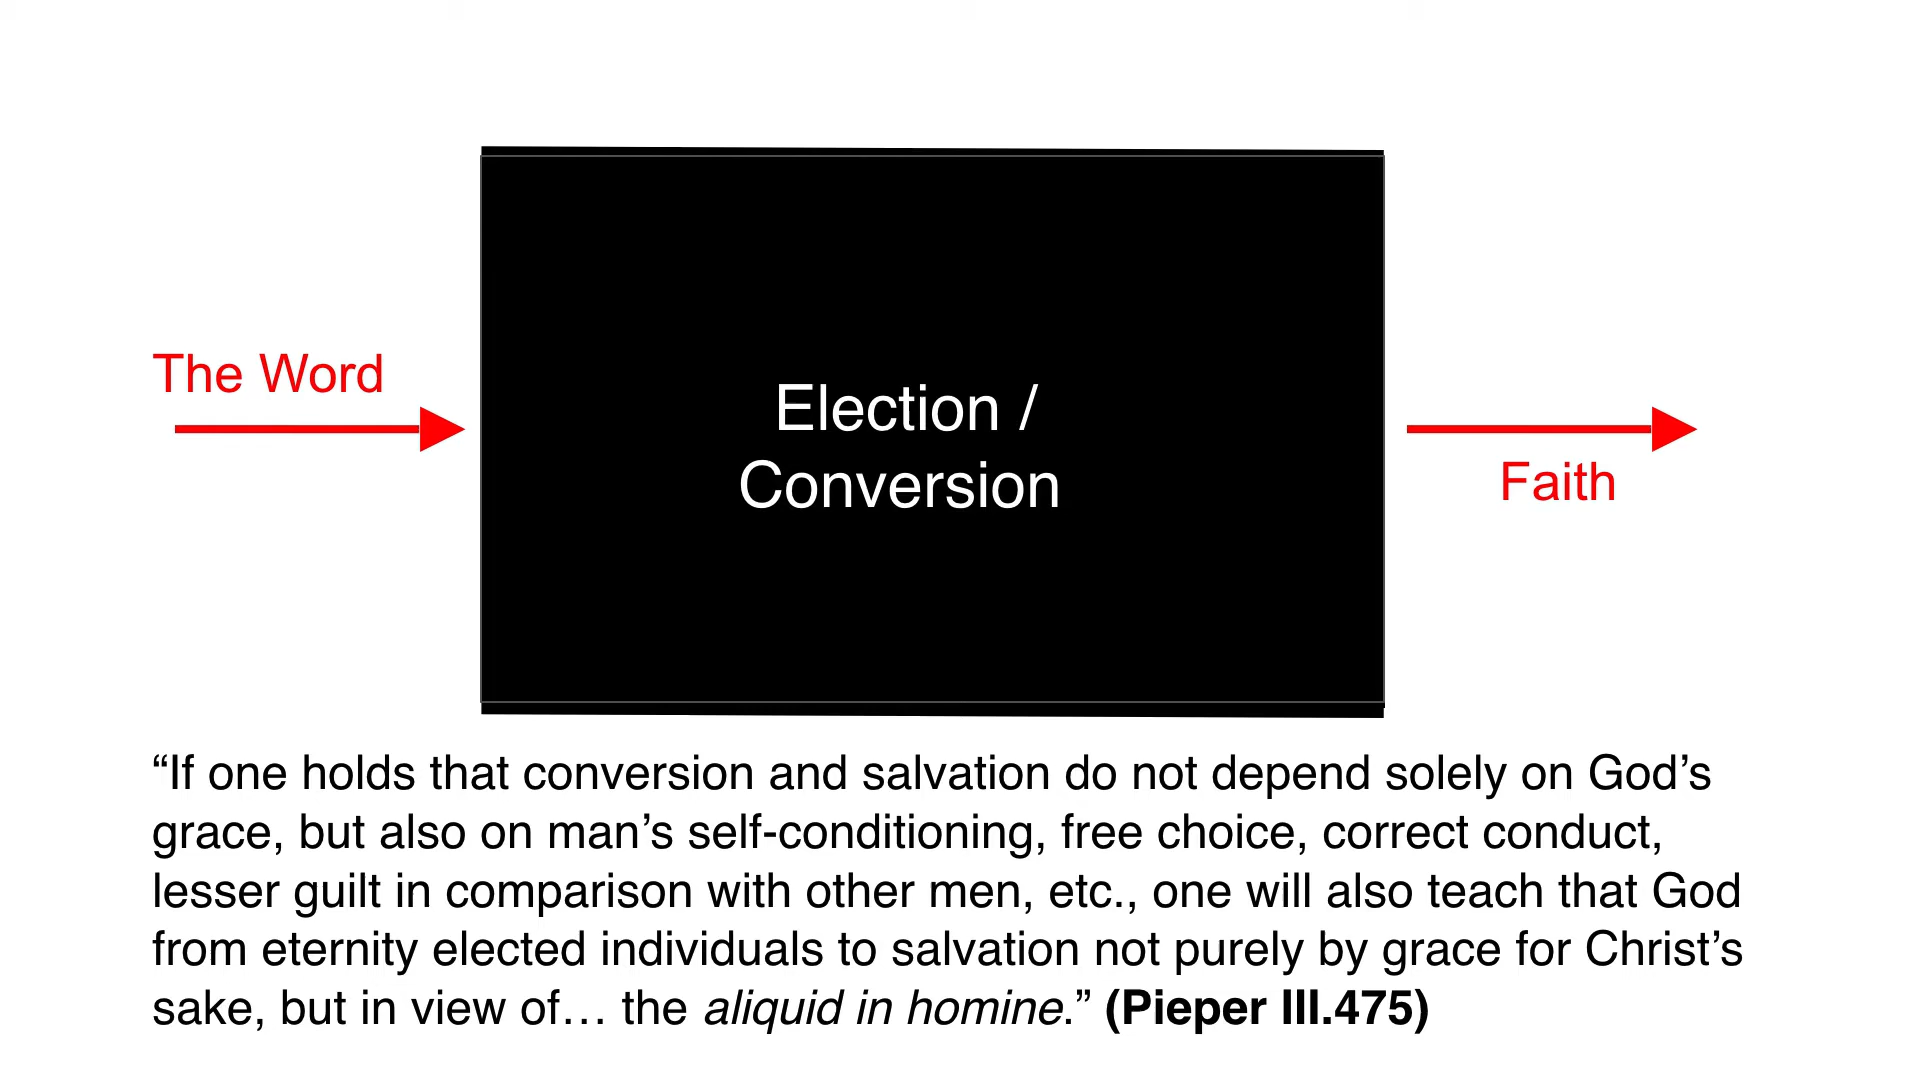 The Word
Election /
Conversion
Faith
“If one holds that conversion and salvation do not depend solely on God’s
grace, but also on man’s self-conditioning, free choice, correct conduct,
lesser guilt in comparison with other men, etc., one will also teach that God
from eternity elected individuals to salvation not purely by grace for Christ’s
sake, but in view of… the aliquid in homine.” (Pieper III.475)